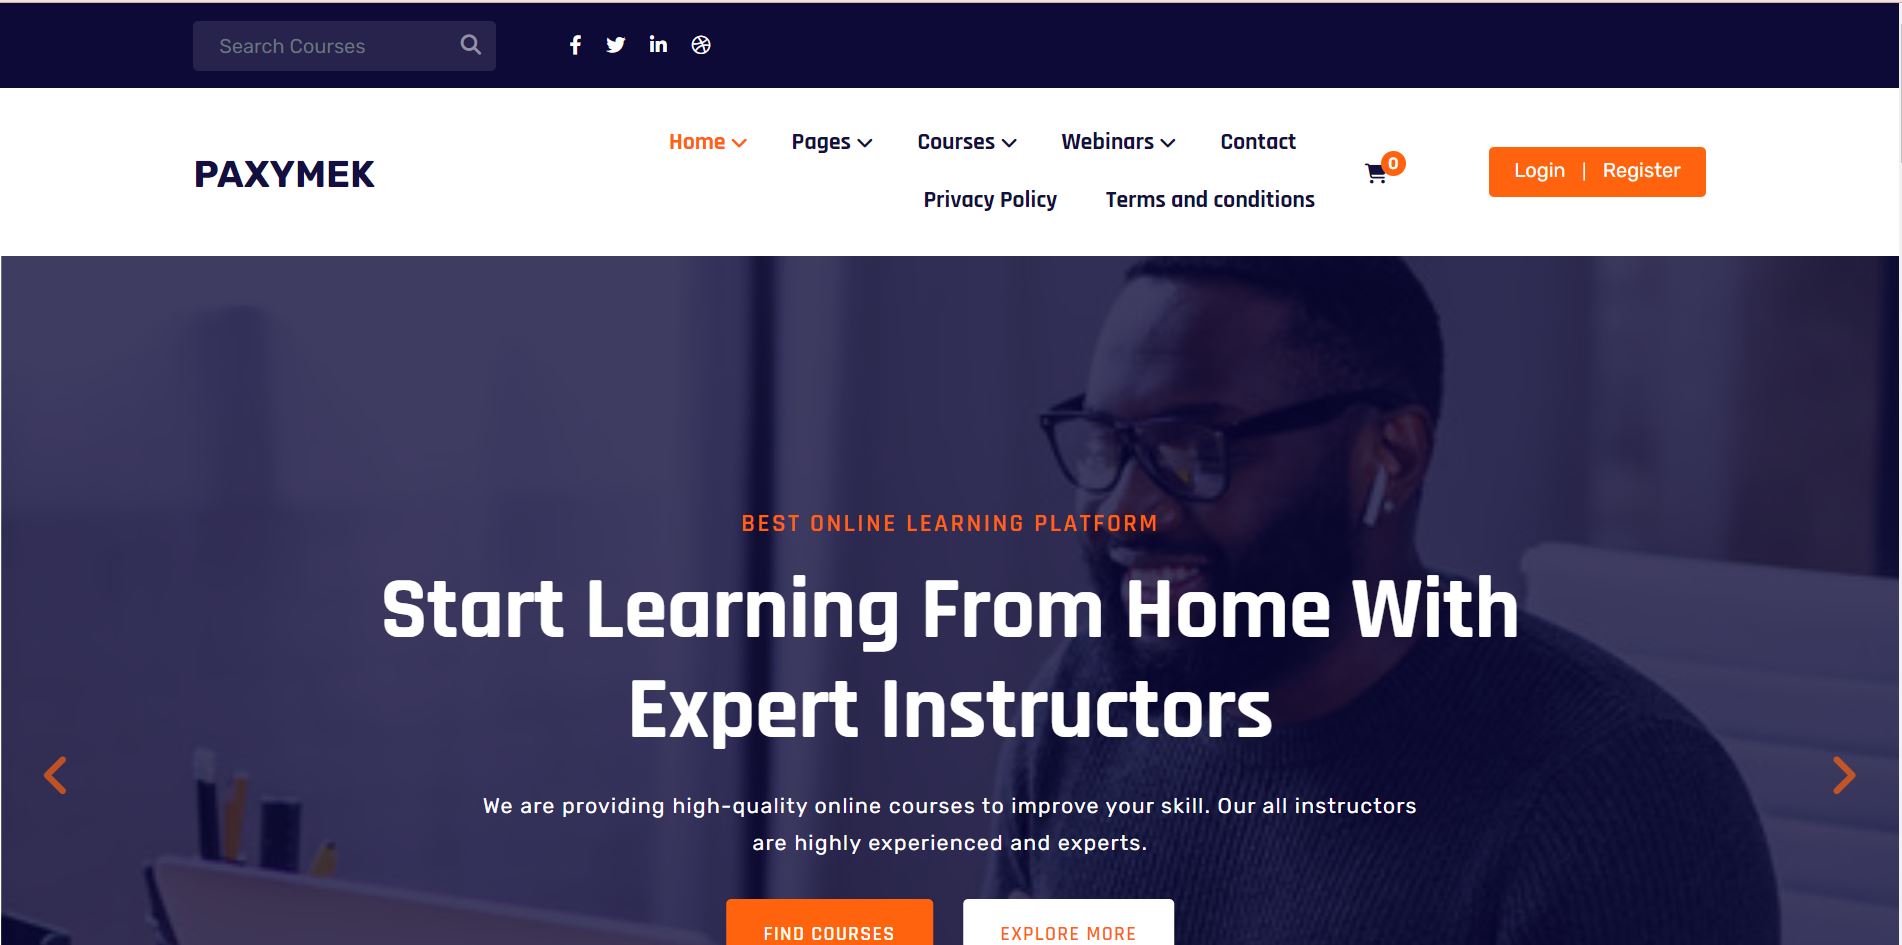 Search Courses
PAXYMEK
Home Pages Courses Webinars Contact
Privacy Policy Terms and conditions
0
Login | Register
BEST ONLINE LEARNING PLATFORM
Start Learning From Home With
Expert Instructors
We are providing high-quality online courses to improve your skill. Our all instructors
are highly experienced and experts.
FIND COURSES
EXPLORE MORE